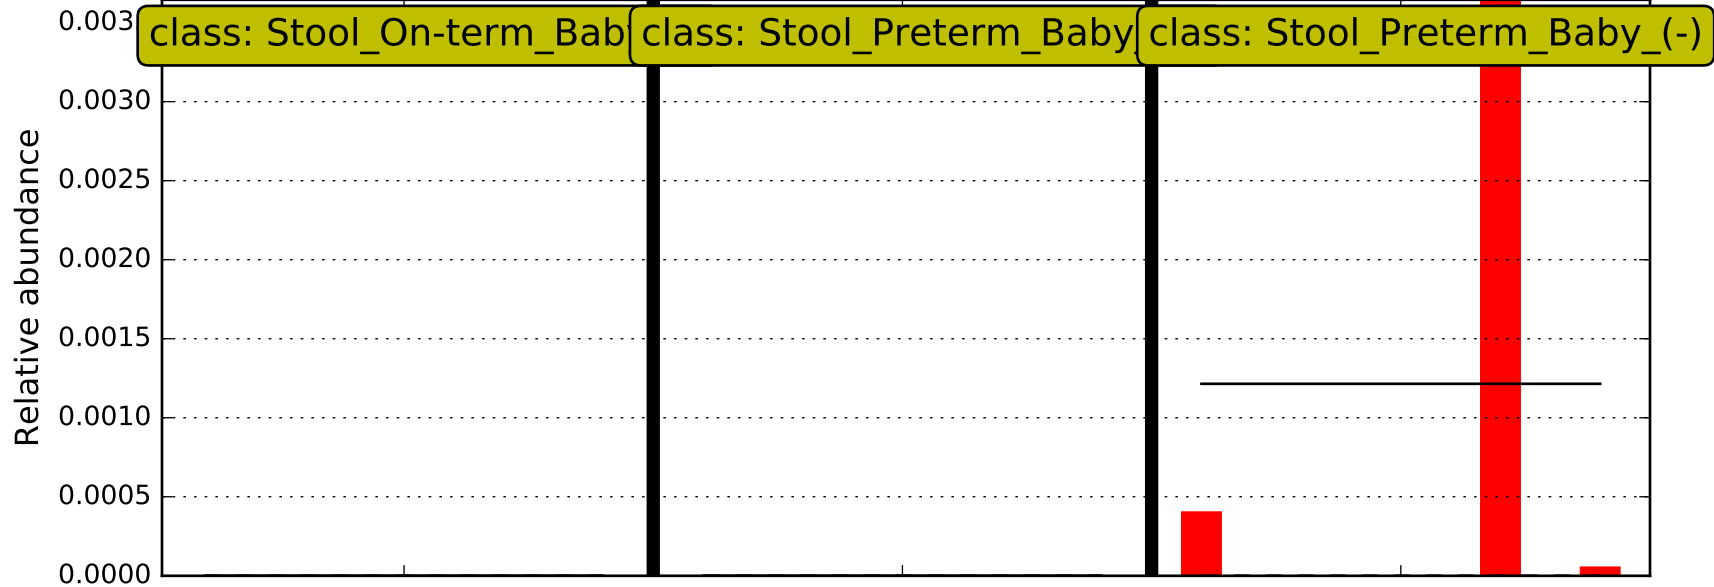 class: Stool_On-term_Bab
class: Stool_Preterm_Baby_
class: Stool_Preterm_Baby_(-)
0.003
0.0030
0.0025
0.0020
0.0015
0.0010
0.0005
0.0000
Relative abundance